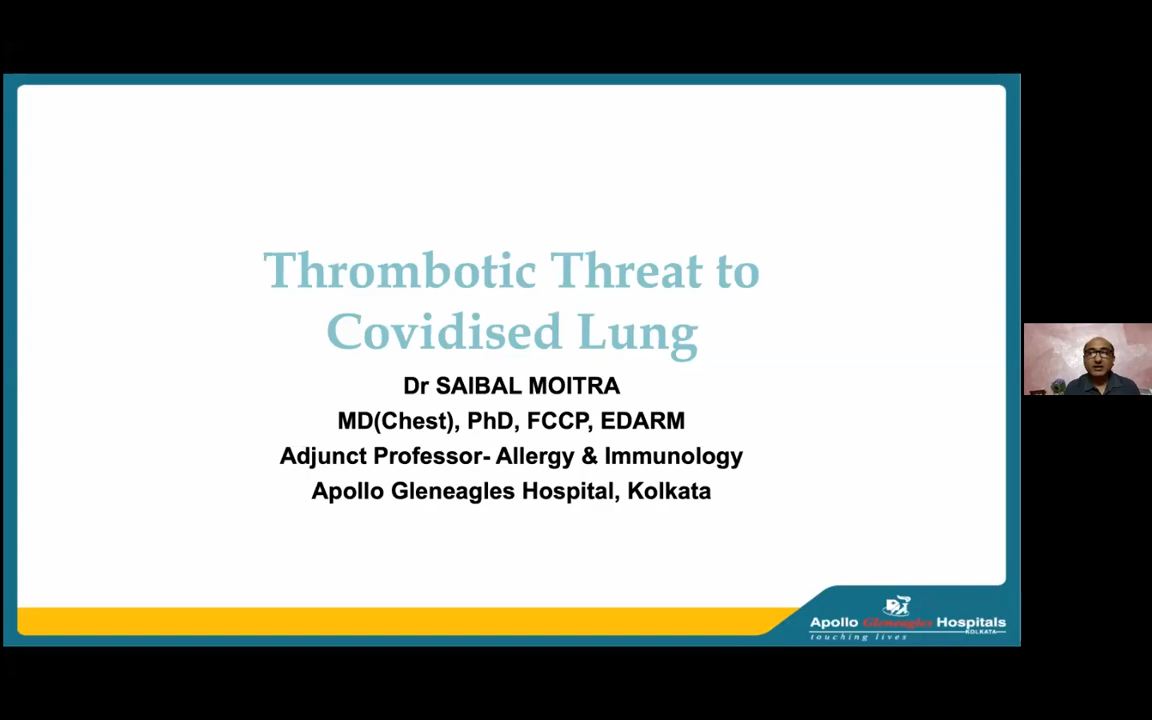 Thrombotic Threat to
Covidised Lung
Dr SAIBAL MOITRA
MD(Chest), PhD, FCCP, EDARM
Adjunct Professor- Allergy & Immunology
Apollo Gleneagles Hospital, Kolkata
Apollo Gleneagles Hospitals
KOLKATA
touching lives